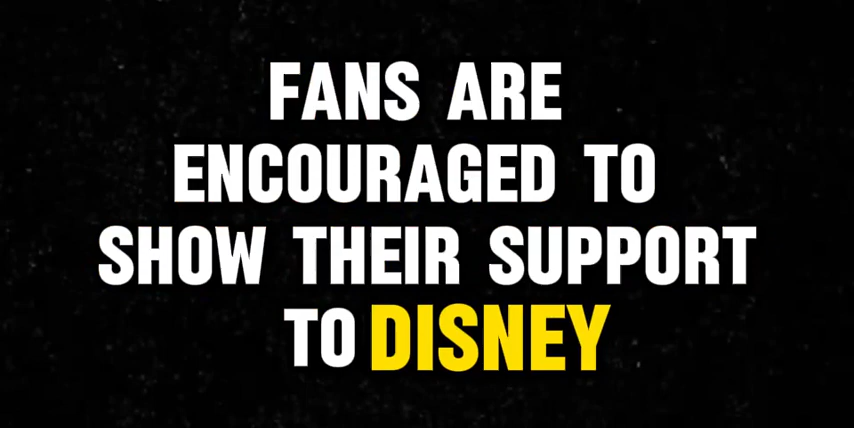 FANS ARE
ENCOURAGED TO
SHOW THEIR SUPPORT
TO DISNEY